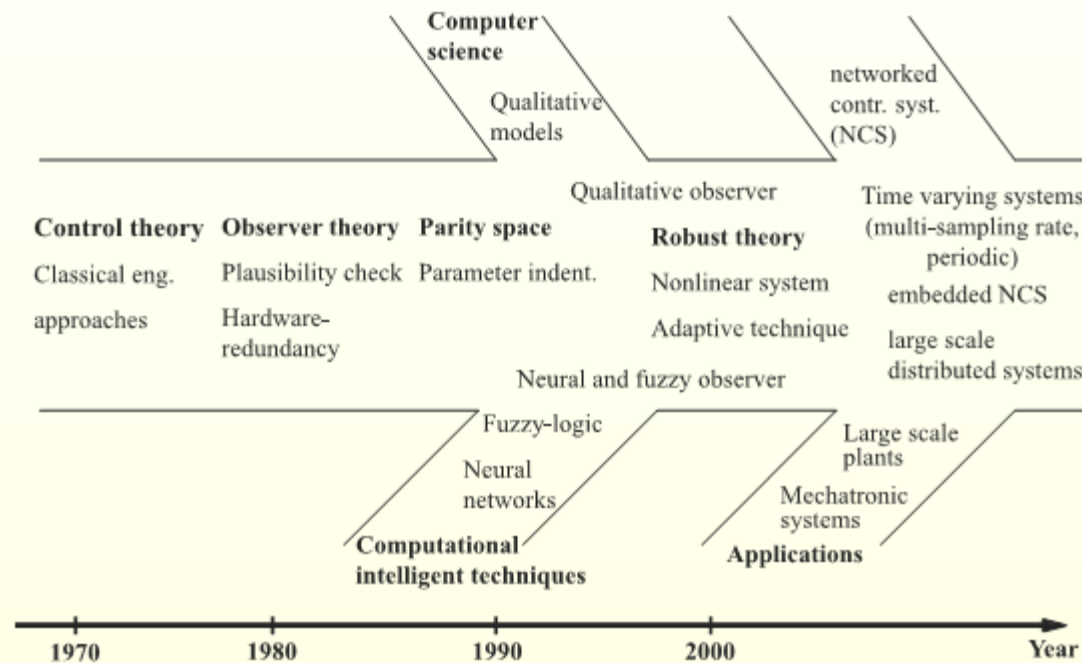 Computer
science
Qualitative
models
networked
contr. syst.
(NCS)
Qualitative observer
Time varying systems
(multi-sampling rate,
periodic)
embedded NCS
large scale
distributed systems
Control theory
Classical eng.
approaches
Observer theory
Plausibility check
Hardware-
redundancy
Parity space
Parameter indent.
Robust theory
Nonlinear system
Adaptive technique
Neural and fuzzy observer
Fuzzy-logic
Neural
networks
Computational
intelligent techniques
Large scale
plants
Mechatronic
systems
Applications
1970 1980 1990 2000 Year